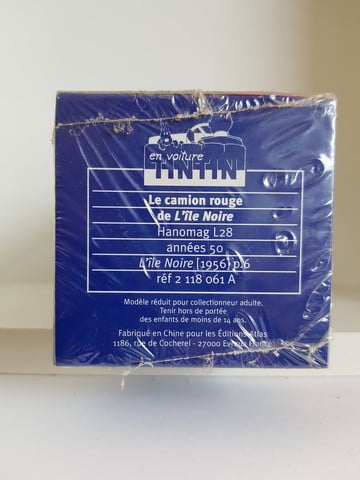 en voiture
TINTIN
Le camion rouge
de L'île Noire
Hanomag L28
années 50
L'île Noire (1956) p.6
réf 2 118 061 A
Modèle réduit pour collectionneur adulte.
Tenir hors de portée
des enfants de moins de 14 ans.
Fabriqué en Chine pour les Éditions Atlas
1186, rue de Cocherel - 27000 Evreux France